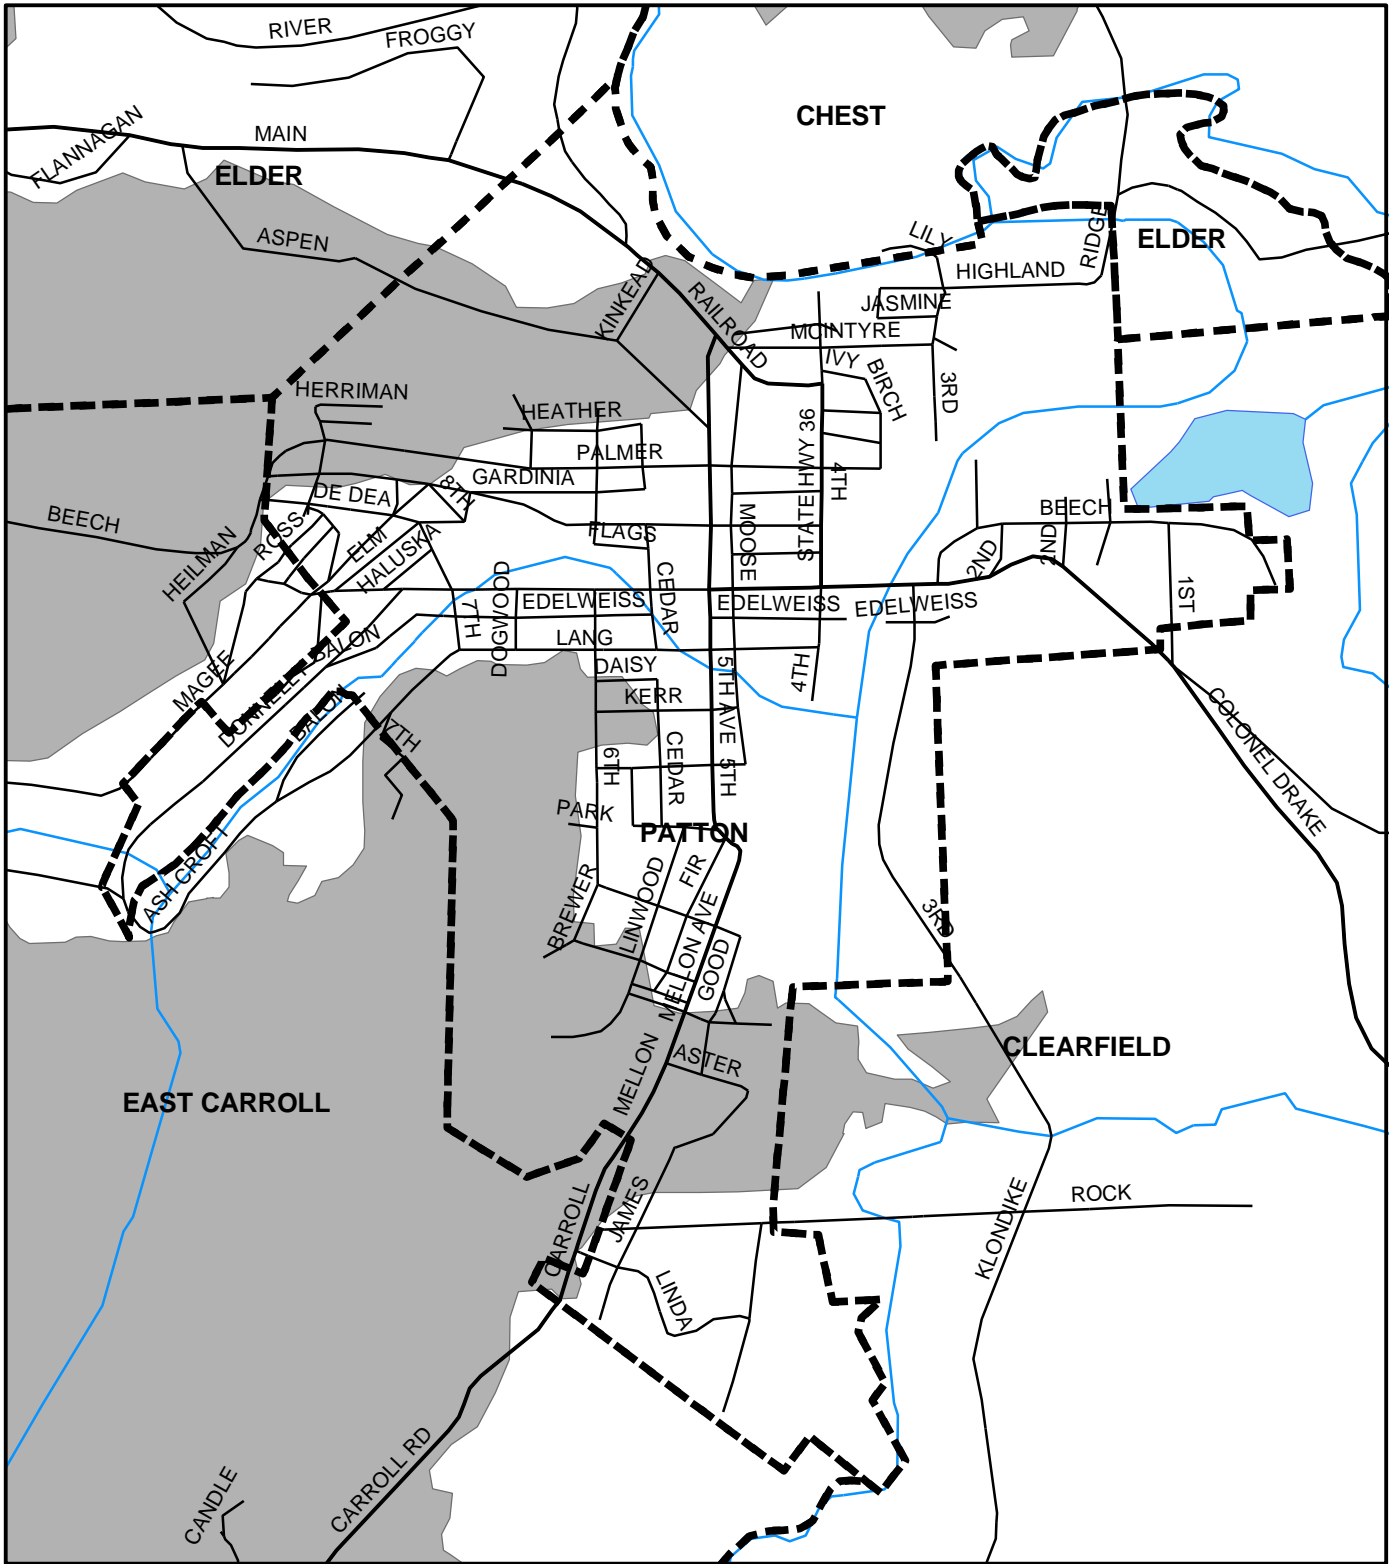 RIVER
FROGGY
CHEST
MAIN
FLANNAGAN
ELDER
ASPEN
LILY
RIDGE
ELDER
HIGHLAND
KINKEAD
RAILROAD
JASMINE
MCINTYRE
IVY
BIRCH
3RD
HERRIMAN
HEATHER
STATE HWY 36
PALMER
GARDINIA
4TH
DE DEA
8TH
BEECH
BEECH
ROSS
ELM
FLAGS
MOOSE
2ND
2ND
HEILMAN
HALUSKA
DOGWOOD
CEDAR
1ST
7TH
EDELWEISS
EDELWEISS
EDELWEISS
LANG
BALON
MAGEE
DAISY
4TH
DONNELLY
KERR
5TH AVE
BALON
7TH
COLONEL DRAKE
6TH
CEDAR
5TH
PARK
PATTON
ASH CROFT
FIR
LINWOOD
BREWER
3RD
MELLON AVE
GOOD
CLEARFIELD
MELLON
ASTER
EAST CARROLL
ROCK
JAMES
CARROLL
KLONDIKE
LINDA
CARROLL RD
CANDLE